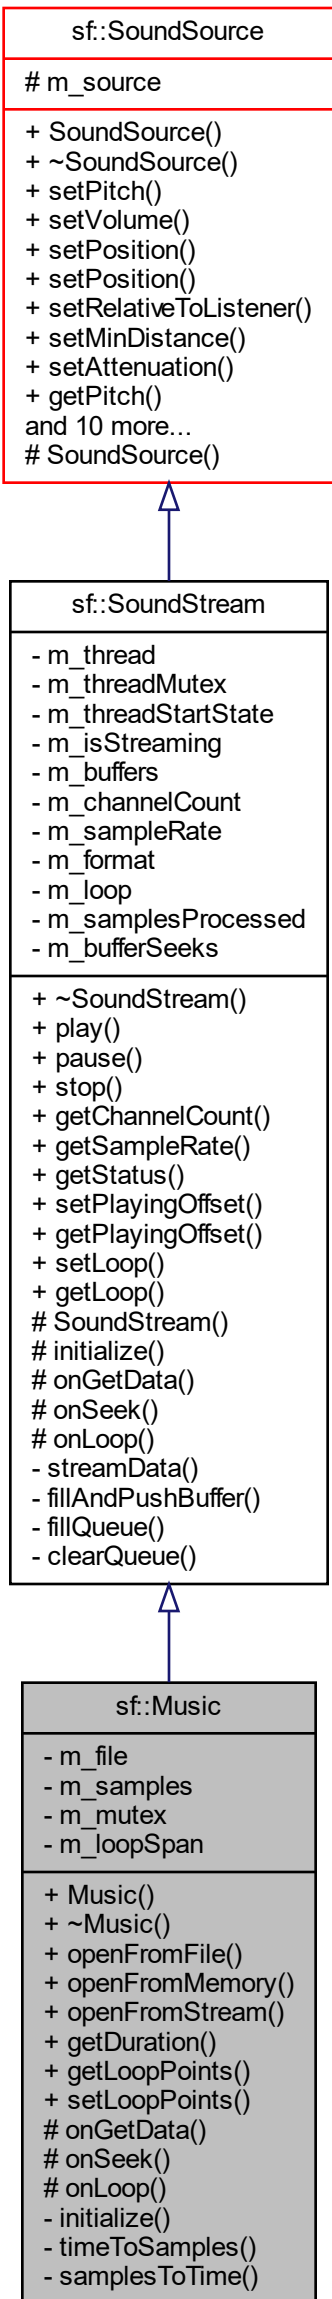 sf::SoundSource
# m_source
+ SoundSource()
+ ~SoundSource()
+ setPitch()
+ setVolume()
+ setPosition()
+ setPosition()
+ setRelativeToListener()
+ setMinDistance()
+ setAttenuation()
+ getPitch()
and 10 more...
# SoundSource()
sf::SoundStream
- m_thread
- m_threadMutex
- m_threadStartState
- m_isStreaming
- m_buffers
- m_channelCount
- m_sampleRate
- m_format
- m_loop
- m_samplesProcessed
- m_bufferSeeks
+ ~SoundStream()
+ play()
+ pause()
+ stop()
+ getChannelCount()
+ getSampleRate()
+ getStatus()
+ setPlayingOffset()
+ getPlayingOffset()
+ setLoop()
+ getLoop()
# SoundStream()
# initialize()
# onGetData()
# onSeek()
# onLoop()
- streamData()
- fillAndPushBuffer()
- fillQueue()
- clearQueue()
sf::Music
- m_file
- m_samples
- m_mutex
- m_loopSpan
+ Music()
+ ~Music()
+ openFromFile()
+ openFromMemory()
+ openFromStream()
+ getDuration()
+ getLoopPoints()
+ setLoopPoints()
# onGetData()
# onSeek()
# onLoop()
- initialize()
- timeToSamples()
- samplesToTime()